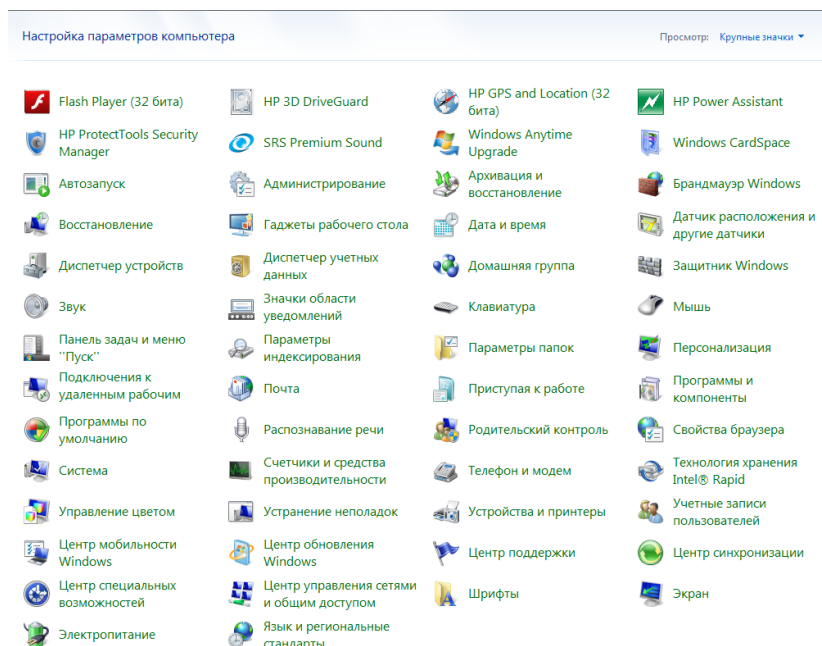 Настройка параметров компьютера
Просмотр: Крупные значки
Flash Player (32 бита)
HP 3D DriveGuard
HP GPS and Location (32
бита)
HP Power Assistant
HP ProtectTools Security
Manager
SRS Premium Sound
Windows Anytime
Upgrade
Windows CardSpace
Автозапуск
Администрирование
Архивация и
восстановление
Брандмауэр Windows
Восстановление
Гаджеты рабочего стола
Дата и время
Датчик расположения и
другие датчики
Диспетчер устройств
Диспетчер учетных
данных
Домашняя группа
Защитник Windows
Звук
Значки области
уведомлений
Клавиатура
Мышь
Панель задач и меню
''Пуск''
Параметры
индексирования
Параметры папок
Персонализация
Подключения к
удаленным рабочим
Почта
Приступая к работе
Программы и
компоненты
Программы по
умолчанию
Распознавание речи
Родительский контроль
Свойства браузера
Система
Счетчики и средства
производительности
Телефон и модем
Технология хранения
Intel® Rapid
Управление цветом
Устранение неполадок
Устройства и принтеры
Учетные записи
пользователей
Центр мобильности
Windows
Центр обновления
Windows
Центр поддержки
Центр синхронизации
Центр специальных
возможностей
Центр управления сетями
и общим доступом
Шрифты
Экран
Электропитание
Язык и региональные
стандарты